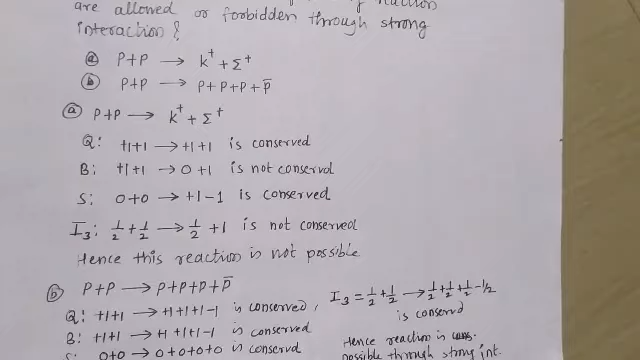 are allowed or forbidden through strong
interaction?
(a) P+P → K⁺ + Σ⁺
(b) P+P → P+P+P+P̄
(a) P+P → K⁺ + Σ⁺
Q: +1+1 → +1+1 is conserved
B: +1+1 → 0+1 is not conservd
S: 0+0 → +1-1 is conserved
I₃: 1/2 + 1/2 → 1/2 + 1 is not conserved
Hence this reaction is not possible
(b) P+P → P+P+P+P̄
Q: +1+1 → +1+1+1-1 is conserved,
B: +1+1 → +1+1+1-1 is conserved
S: 0+0 → 0+0+0+0 is conservd
I₃ = 1/2 + 1/2 → 1/2+1/2+1/2-1/2
is conservd
Hence reaction is
possible through strong int.